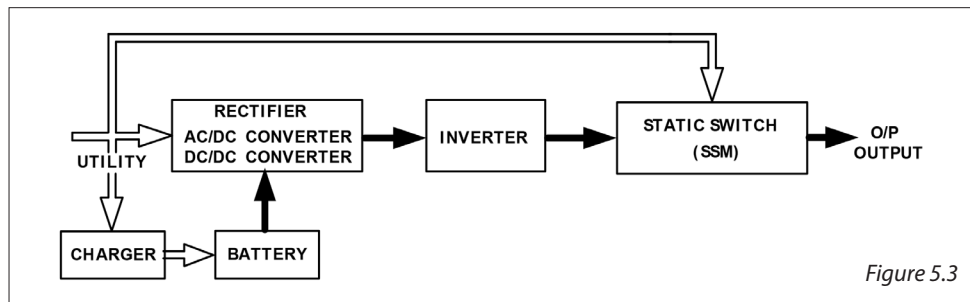 RECTIFIER
AC/DC CONVERTER
DC/DC CONVERTER
INVERTER
STATIC SWITCH
(SSM)
O/P
OUTPUT
UTILITY
CHARGER
BATTERY
Figure 5.3